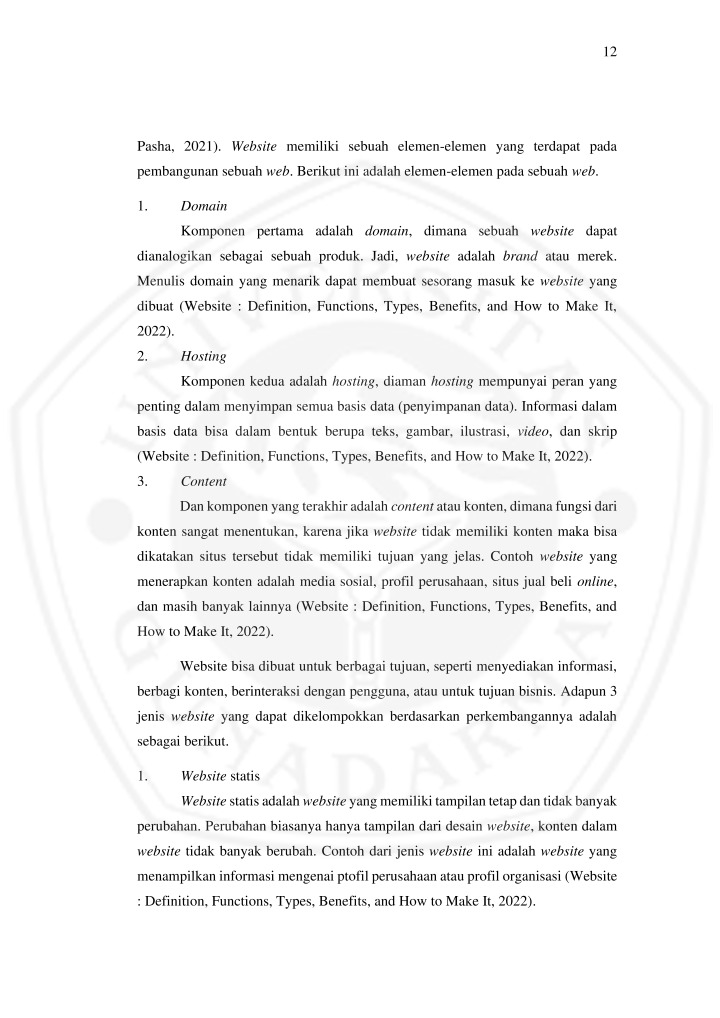 12
Pasha, 2021). Website memiliki sebuah elemen-elemen yang terdapat pada
pembangunan sebuah web. Berikut ini adalah elemen-elemen pada sebuah web.
1. Domain
Komponen pertama adalah domain, dimana sebuah website dapat
dianalogikan sebagai sebuah produk. Jadi, website adalah brand atau merek.
Menulis domain yang menarik dapat membuat sesorang masuk ke website yang
dibuat (Website : Definition, Functions, Types, Benefits, and How to Make It,
2022).
2. Hosting
Komponen kedua adalah hosting, diaman hosting mempunyai peran yang
penting dalam menyimpan semua basis data (penyimpanan data). Informasi dalam
basis data bisa dalam bentuk berupa teks, gambar, ilustrasi, video, dan skrip
(Website : Definition, Functions, Types, Benefits, and How to Make It, 2022).
3. Content
Dan komponen yang terakhir adalah content atau konten, dimana fungsi dari
konten sangat menentukan, karena jika website tidak memiliki konten maka bisa
dikatakan situs tersebut tidak memiliki tujuan yang jelas. Contoh website yang
menerapkan konten adalah media sosial, profil perusahaan, situs jual beli online,
dan masih banyak lainnya (Website : Definition, Functions, Types, Benefits, and
How to Make It, 2022).
Website bisa dibuat untuk berbagai tujuan, seperti menyediakan informasi,
berbagi konten, berinteraksi dengan pengguna, atau untuk tujuan bisnis. Adapun 3
jenis website yang dapat dikelompokkan berdasarkan perkembangannya adalah
sebagai berikut.
1. Website statis
Website statis adalah website yang memiliki tampilan tetap dan tidak banyak
perubahan. Perubahan biasanya hanya tampilan dari desain website, konten dalam
website tidak banyak berubah. Contoh dari jenis website ini adalah website yang
menampilkan informasi mengenai ptofil perusahaan atau profil organisasi (Website
: Definition, Functions, Types, Benefits, and How to Make It, 2022).